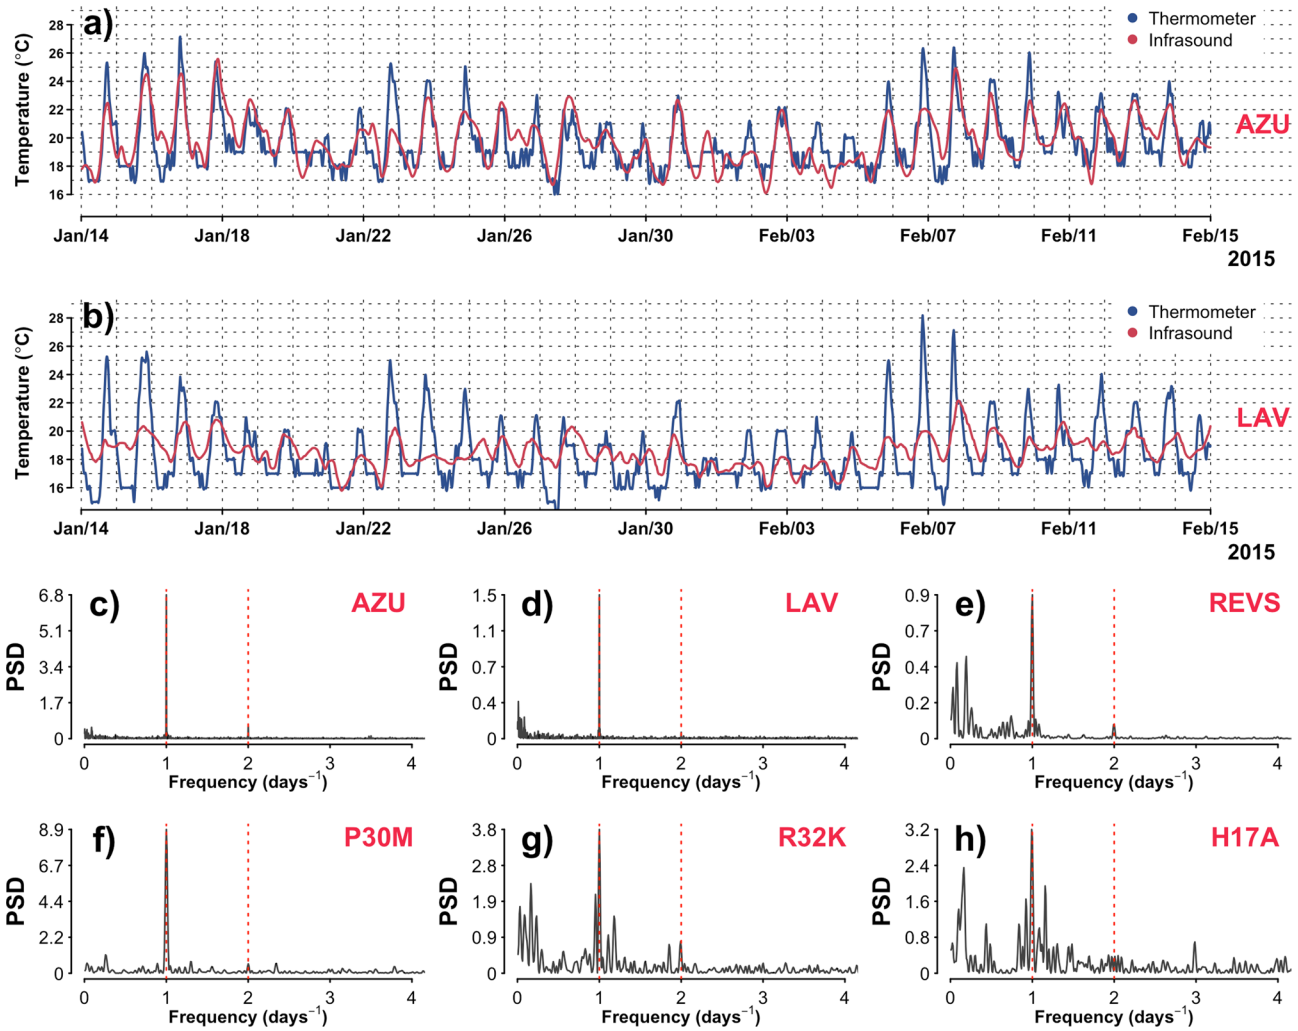 a)
Thermometer
Infrasound
AZU
Temperature (°C)
28
26
24
22
20
18
16
Jan/14 Jan/18 Jan/22 Jan/26 Jan/30 Feb/03 Feb/07 Feb/11 Feb/15
2015
b)
Thermometer
Infrasound
LAV
Temperature (°C)
28
26
24
22
20
18
16
Jan/14 Jan/18 Jan/22 Jan/26 Jan/30 Feb/03 Feb/07 Feb/11 Feb/15
2015
c)
AZU
PSD
6.8
5.1
3.4
1.7
0
0 1 2 3 4
Frequency (days⁻¹)
d)
LAV
PSD
1.5
1.1
0.7
0.4
0
0 1 2 3 4
Frequency (days⁻¹)
e)
REVS
PSD
0.9
0.7
0.4
0.2
0
0 1 2 3 4
Frequency (days⁻¹)
f)
P30M
PSD
8.9
6.7
4.4
2.2
0
0 1 2 3 4
Frequency (days⁻¹)
g)
R32K
PSD
3.8
2.8
1.9
0.9
0
0 1 2 3 4
Frequency (days⁻¹)
h)
H17A
PSD
3.2
2.4
1.6
0.8
0
0 1 2 3 4
Frequency (days⁻¹)